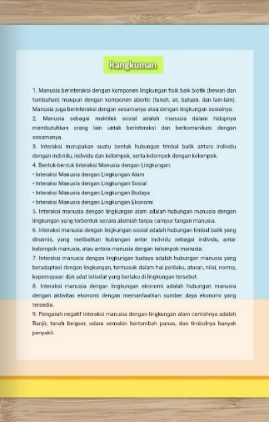 Rangkuman
1. Manusia berinteraksi dengan komponen lingkungan fisik baik biotik (hewan dan
tumbuhan) maupun dengan komponen abiotic (tanah, air, batuan, dan lain-lain).
Manusia juga berinteraksi dengan sesamanya atau dengan lingkungan sosialnya.
2. Manusia sebagai makhluk sosial adalah manusia dalam hidupnya
membutuhkan orang lain untuk berinteraksi dan berkomunikasi dengan
sesamanya.
3. Interaksi merupakan suatu bentuk hubungan timbal balik antara individu
dengan individu, individu dan kelompok, serta kelompok dengan kelompok.
4. Bentuk-bentuk Interaksi Manusia dengan Lingkungan:
• Interaksi Manusia dengan Lingkungan Alam
• Interaksi Manusia dengan Lingkungan Sosial
• Interaksi Manusia dengan Lingkungan Budaya
• Interaksi Manusia dengan Lingkungan Ekonomi
5. Interaksi manusia dengan lingkungan alam adalah hubungan manusia dengan
lingkungan yang terbentuk secara alamiah tanpa campur tangan manusia.
6. Interaksi manusia dengan lingkungan sosial adalah hubungan timbal balik yang
dinamis, yang melibatkan hubungan antar individu sebagai individu, antar
kelompok manusia, atau antara manusia dengan kelompok manusia.
7. Interaksi manusia dengan lingkungan budaya adalah hubungan manusia yang
beradaptasi dengan lingkungan, termasuk dalam hal perilaku, aturan, nilai, norma,
kepercayaan dan adat istiadat yang berlaku di lingkungan tersebut
8. Interaksi manusia dengan lingkungan ekonomi adalah hubungan manusia
dengan aktivitas ekonomi dengan memanfaatkan sumber daya ekonomi yang
tersedia.
9. Pengaruh negatif interaksi manusia dengan lingkungan alam contohnya adalah
Banjir, tanah longsor, udara semakin bertambah panas, dan timbulnya banyak
penyakit.